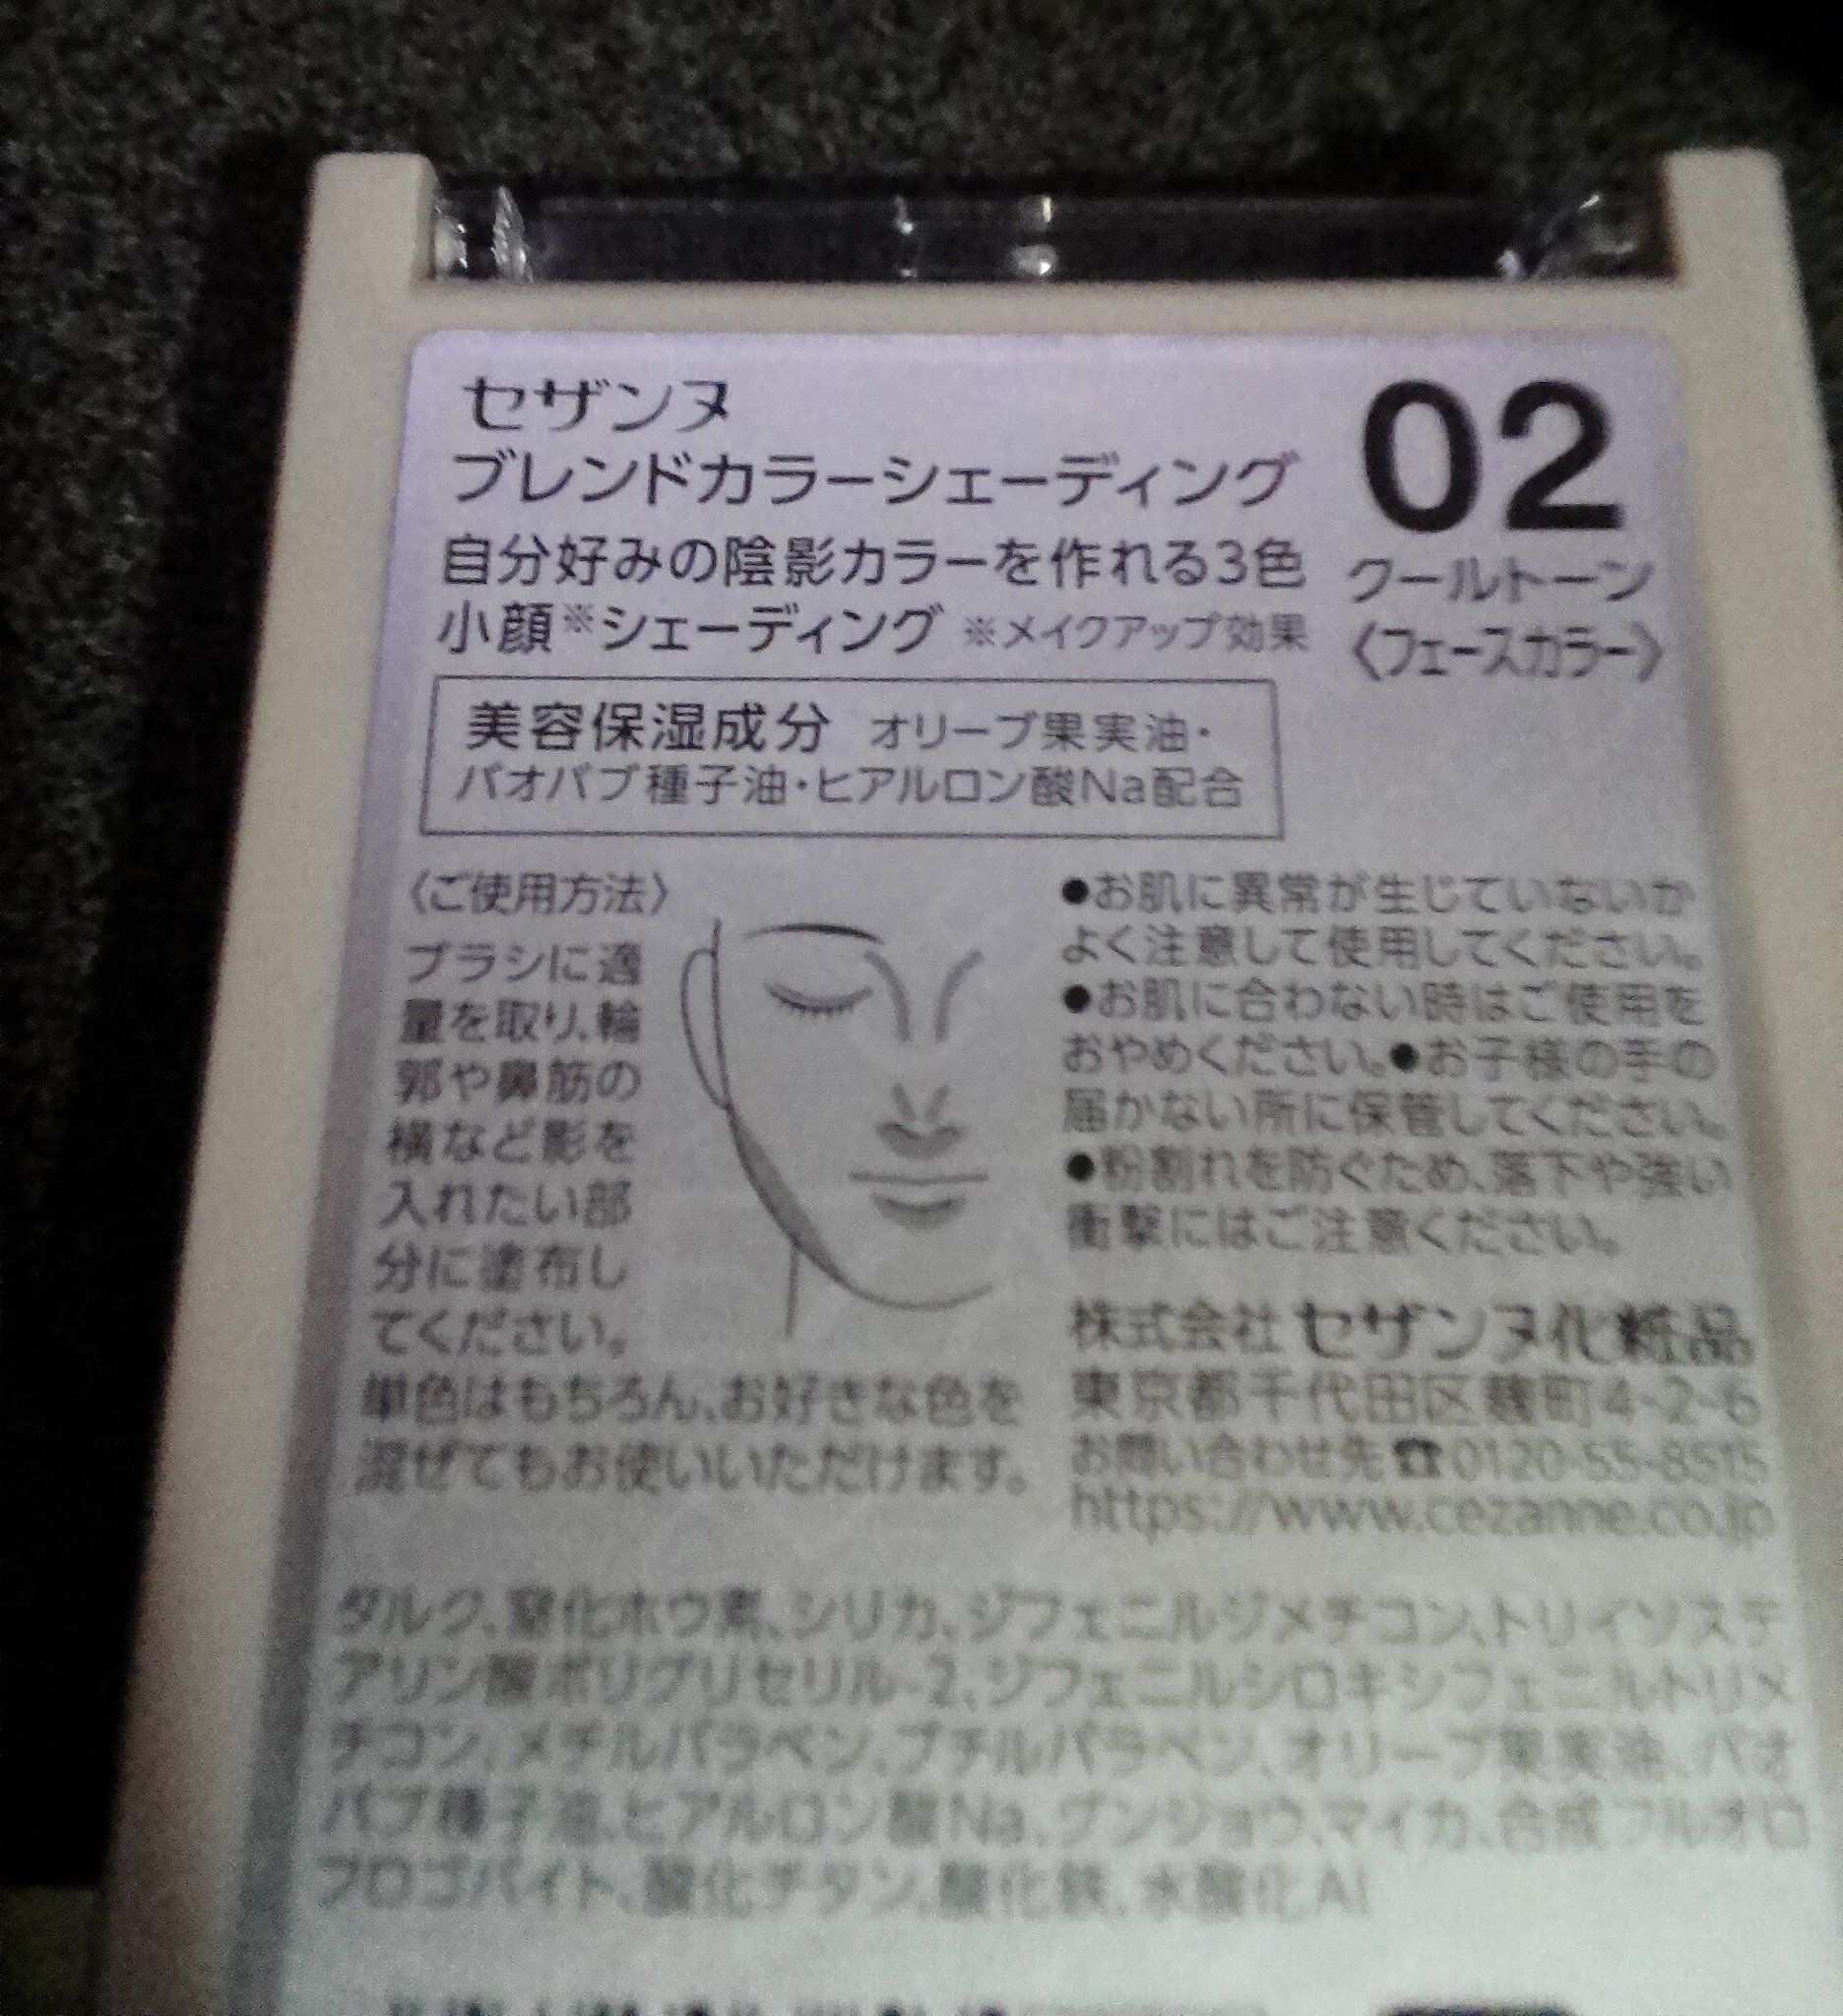 セザンヌ
ブレンドカラーシェーディング
自分好みの陰影カラーを作れる3色
小顔※シェーディング ※メイクアップ効果
02
クールトーン
〈フェースカラー〉
美容保湿成分 オリーブ果実油・
バオバブ種子油・ヒアルロン酸Na配合
〈ご使用方法〉
ブラシに適
量を取り、輪
郭や鼻筋の
横など影を
入れたい部
分に塗布し
てください。
単色はもちろん、お好きな色を
混ぜてもお使いいただけます。
●お肌に異常が生じていないか
よく注意して使用してください。
●お肌に合わない時はご使用を
おやめください。●お子様の手の
届かない所に保管してください。
●粉割れを防ぐため、落下や強い
衝撃にはご注意ください。
株式会社 セザンヌ化粧品
東京都千代田区麹町4-2-6
お問い合わせ先☎0120-55-8515
https://www.cezanne.co.jp
タルク、窒化ホウ素、シリカ、ジフェニルジメチコン、トリイソステ
アリン酸ポリグリセリル-2、ジフェニルシロキシフェニルトリメ
チコン、メチルパラベン、ブチルパラベン、オリーブ果実油、バオ
バブ種子油、ヒアルロン酸Na、グンジョウ、マイカ、合成フルオロ
フロゴパイト、酸化チタン、酸化鉄、水酸化Al